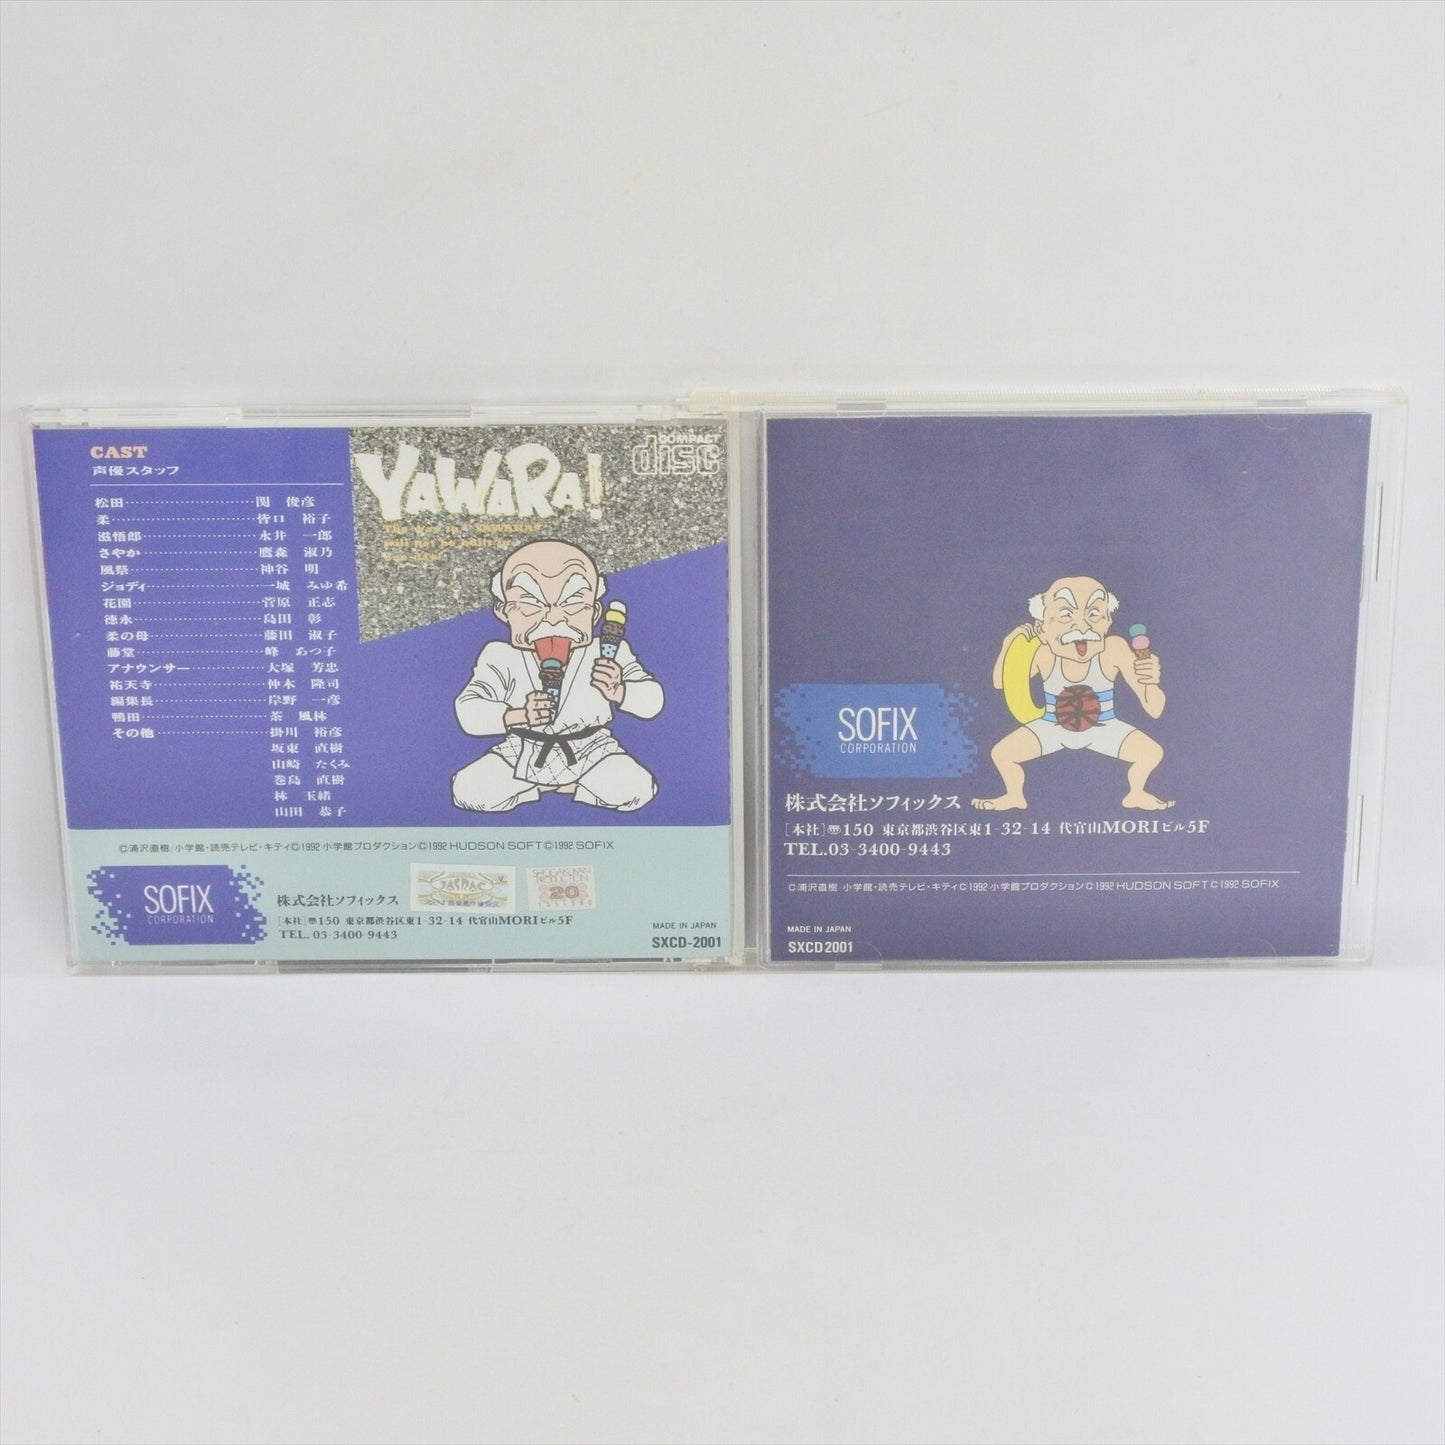 CAST
声優スタッフ
松田……………………関 俊彦
柔……………………皆口 裕子
滋悟郎……………………永井 一郎
さやか……………………鷹森 淑乃
風祭……………………神谷 明
ジョディ……………………一城 みゆ希
花園……………………菅原 正志
徳永……………………島田 彰
柔の母……………………藤田 淑子
藤堂……………………峰 あつ子
アナウンサー……………大塚 芳忠
祐天寺……………………仲木 隆司
編集長……………………岸野 一彦
鴨田……………………茶 風林
その他……………………掛川 裕彦
坂東 直樹
山崎 たくみ
巻島 直樹
林 玉緒
山田 恭子
YAWARA!
COMPACT
disc
©浦沢直樹/小学館・読売テレビ・キティ©1992 小学館プロダクション©1992 HUDSON SOFT©1992 SOFIX
SOFIX
CORPORATION
株式会社ソフィックス
[本社]〠150 東京都渋谷区東1-32-14 代官山MORIビル5F
TEL. 03-3400-9443
JASRAC
SHOGAKUKAN
PRODUCTION
20
MADE IN JAPAN
SXCD-2001
柔
SOFIX
CORPORATION
株式会社ソフィックス
[本社]〠150 東京都渋谷区東1-32-14 代官山MORIビル5F
TEL.03-3400-9443
©浦沢直樹 小学館・読売テレビ・キティ©1992 小学館プロダクション©1992 HUDSON SOFT©1992 SOFIX
MADE IN JAPAN
SXCD2001